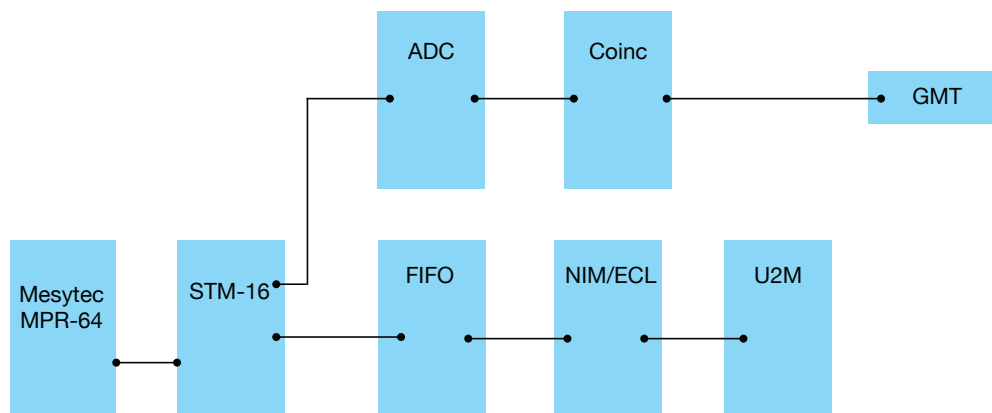 ADC
Coinc
GMT
Mesytec
MPR-64
STM-16
FIFO
NIM/ECL
U2M